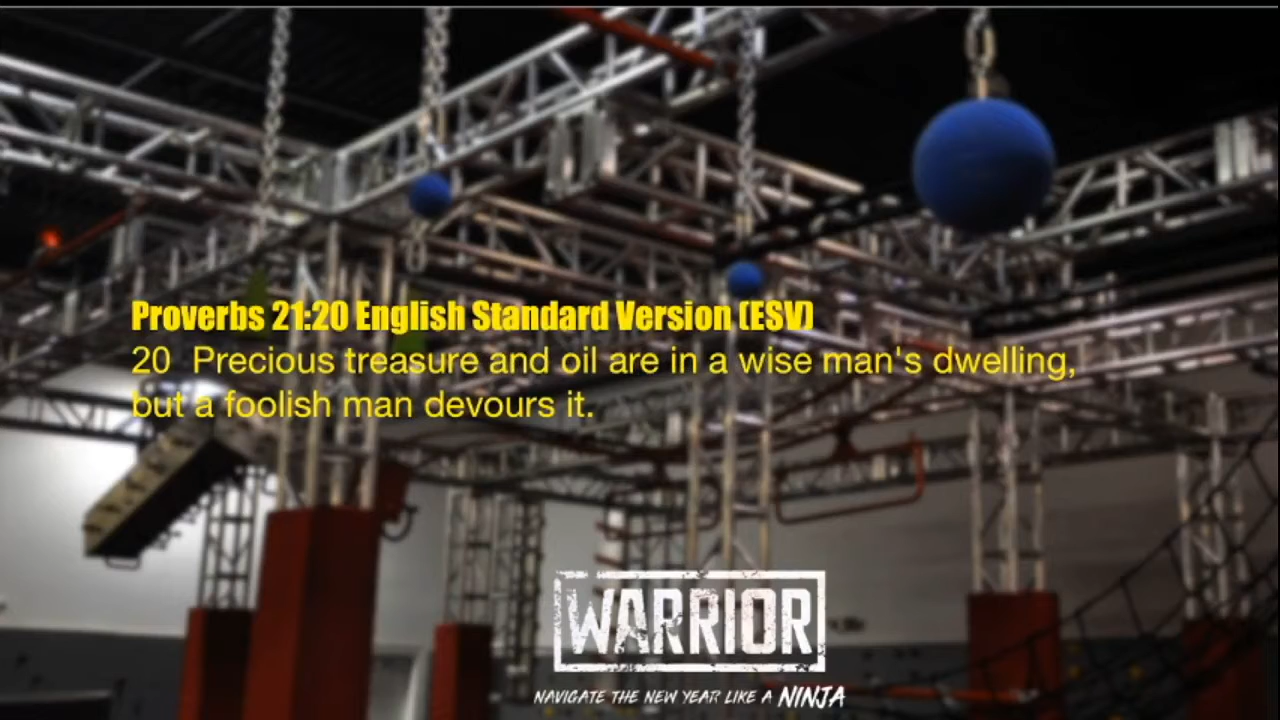 Proverbs 21:20 English Standard Version (ESV)
20 Precious treasure and oil are in a wise man's dwelling,
but a foolish man devours it.
WARRIOR
NAVIGATE THE NEW YEAR LIKE A NINJA